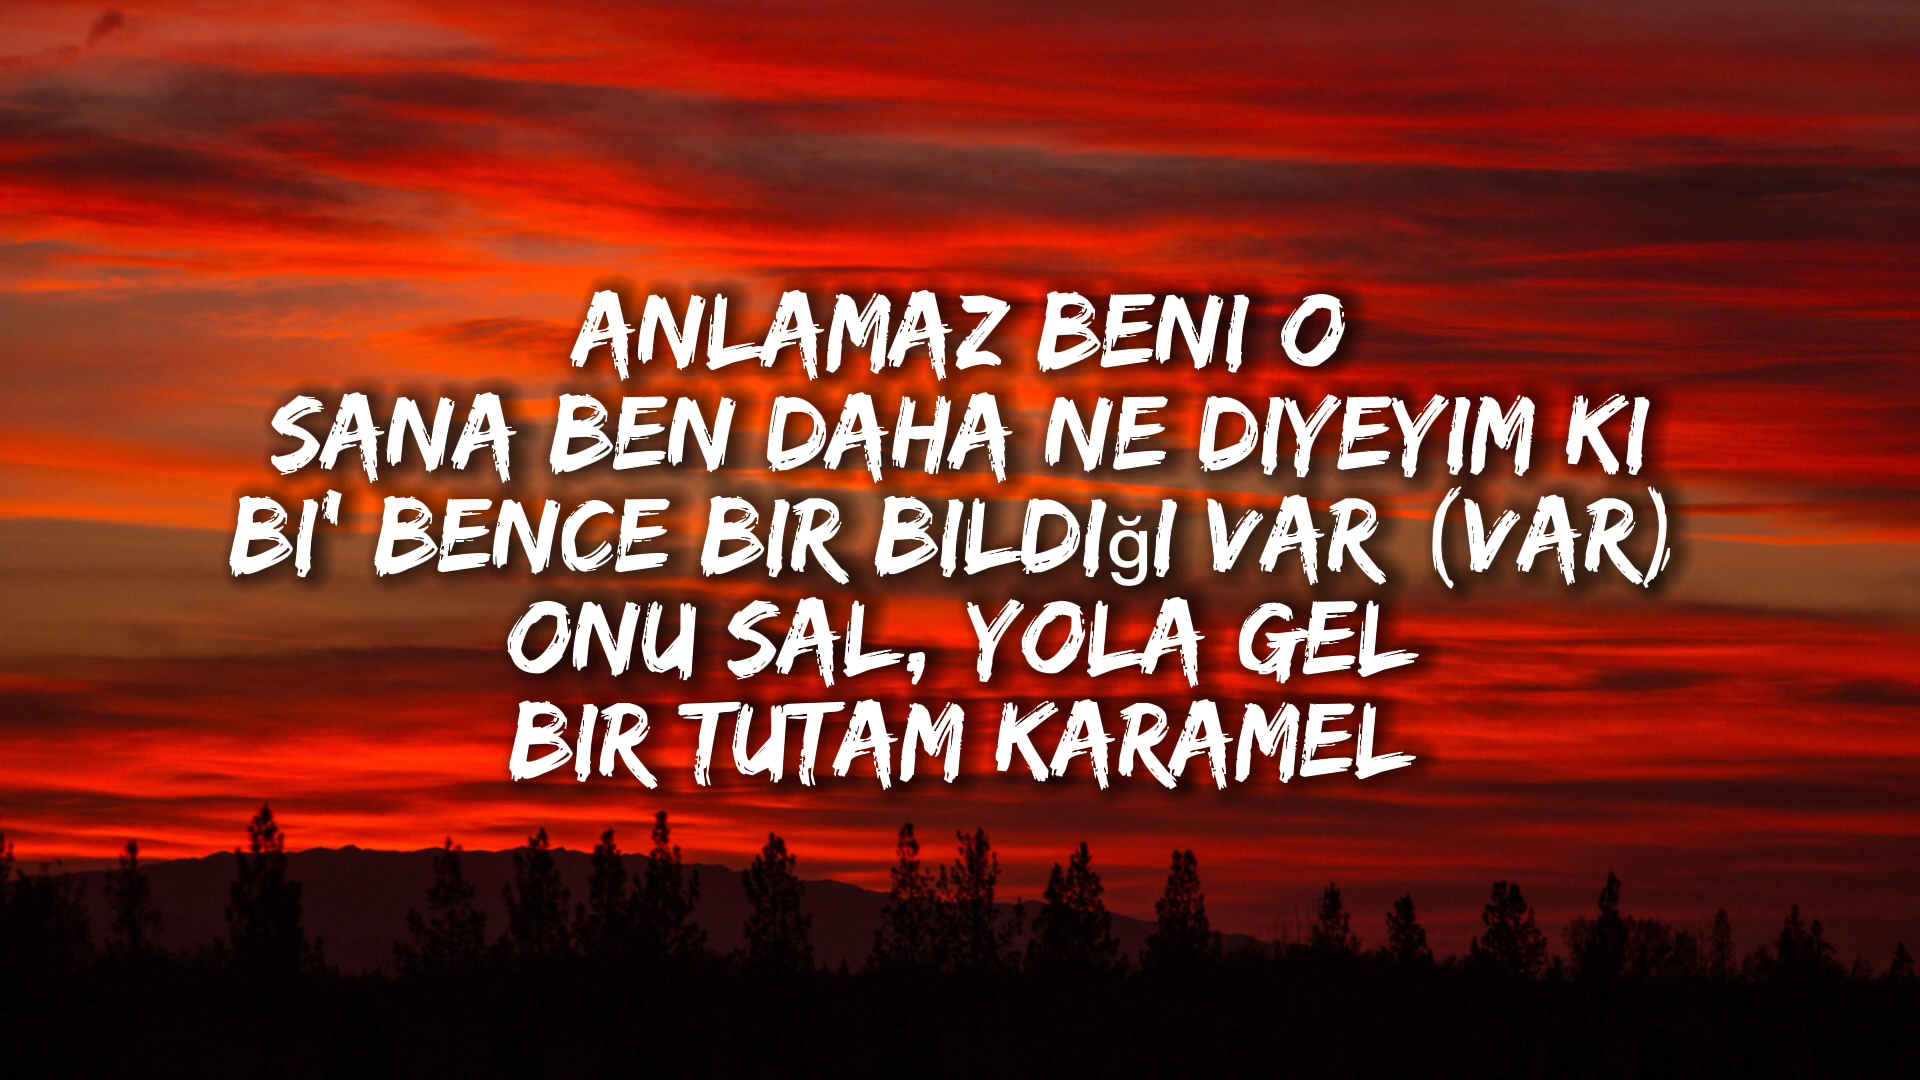 ANLAMAZ BENI O
SANA BEN DAHA NE DIYEYIM KI
BI' BENCE BIR BILDIğI VAR (VAR)
ONU SAL, YOLA GEL
BIR TUTAM KARAMEL